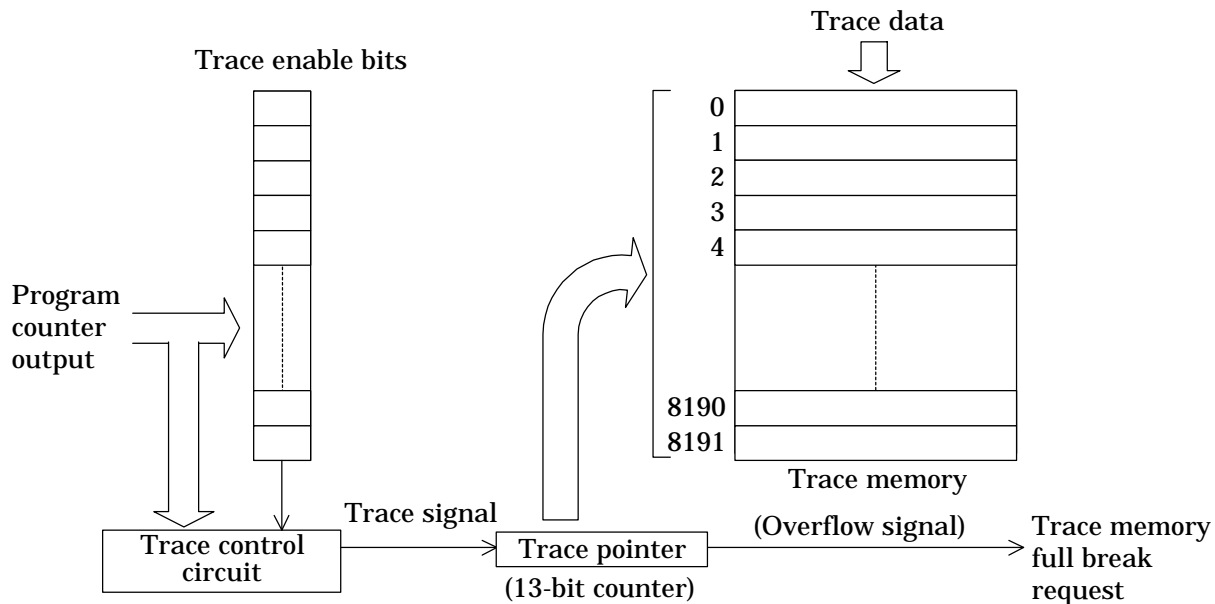 Trace data
Trace enable bits
0
1
2
3
4
Program
counter
output
8190
8191
Trace memory
Trace signal
(Overflow signal)
Trace memory
full break
request
Trace control
circuit
Trace pointer
(13-bit counter)